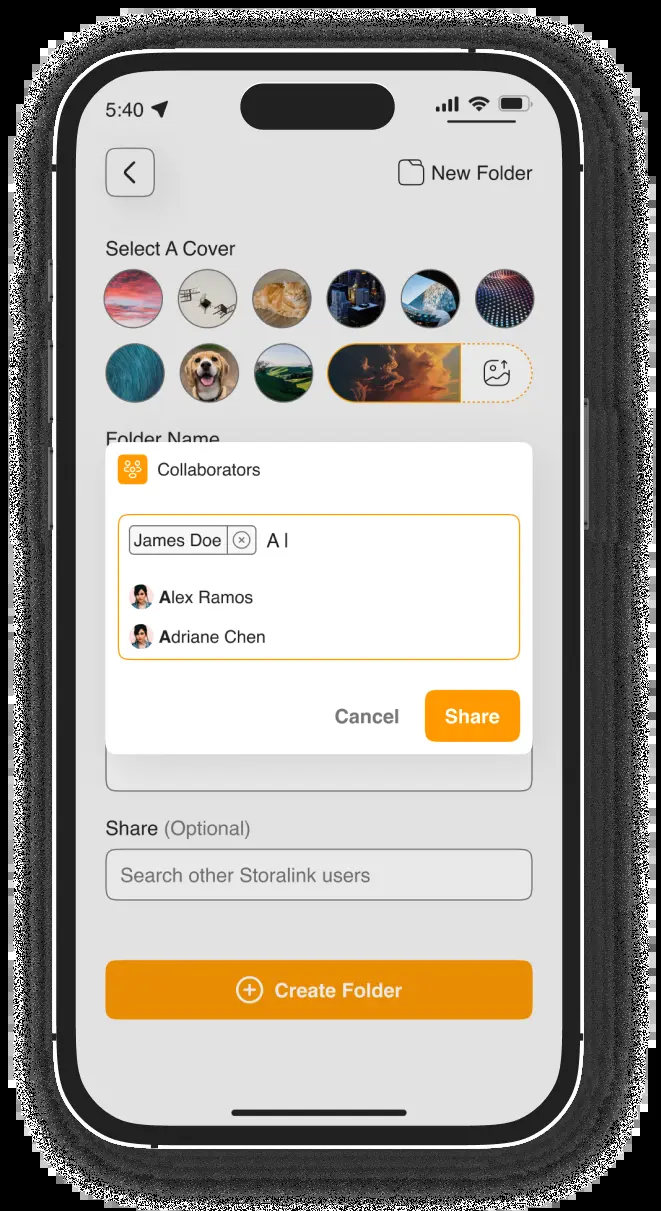 5:40
New Folder
Select A Cover
Folder Name
Collaborators
James Doe A
Alex Ramos
Adriane Chen
Cancel Share
Share (Optional)
Search other Storalink users
Create Folder